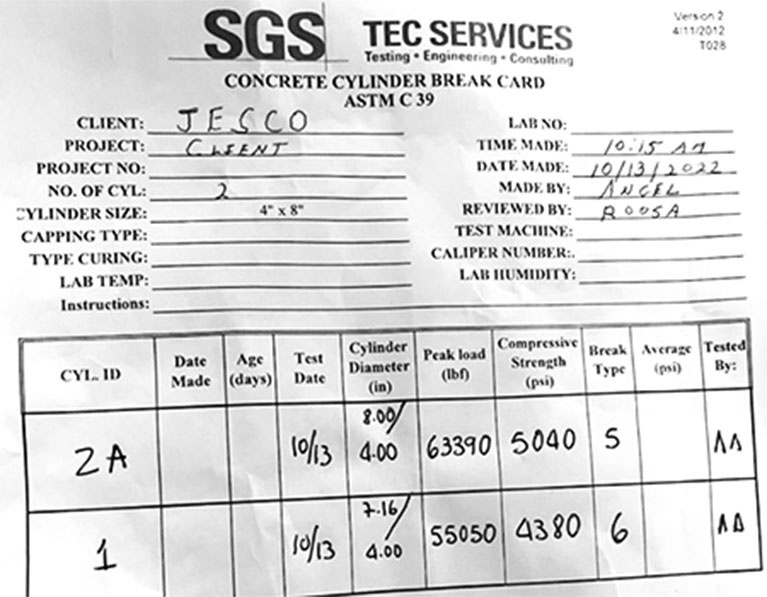 SGS TEC SERVICES
Testing • Engineering • Consulting
Version 2
4/11/2012
T028
CONCRETE CYLINDER BREAK CARD
ASTM C 39
CLIENT: JESCO
PROJECT: CLIENT
PROJECT NO:
NO. OF CYL: 2
CYLINDER SIZE: 4" x 8"
CAPPING TYPE:
TYPE CURING:
LAB TEMP:
Instructions:
LAB NO:
TIME MADE: 10:15 AM
DATE MADE: 10/13/2022
MADE BY: ANGEL
REVIEWED BY: ROOSA
TEST MACHINE:
CALIPER NUMBER:.
LAB HUMIDITY:
CYL. ID Date Made Age (days) Test Date Cylinder Diameter (in) Peak load (lbf) Compressive Strength (psi) Break Type Average (psi) Tested By:
2A 10/13 8.00/4.00 63390 5040 5
1 10/13 7.16/4.00 55050 4380 6